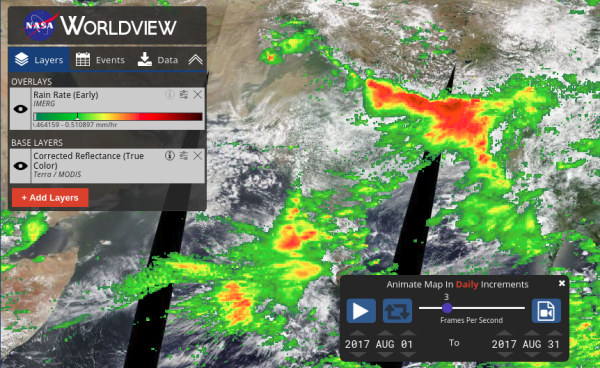 NASA WORLDVIEW
Layers Events Data
OVERLAYS
Rain Rate (Early)
IMERG
0.464159 - 0.510897 mm/hr
BASE LAYERS
Corrected Reflectance (True
Color)
Terra / MODIS
+ Add Layers
Animate Map In Daily Increments
3
Frames Per Second
2017 AUG 01 To 2017 AUG 31